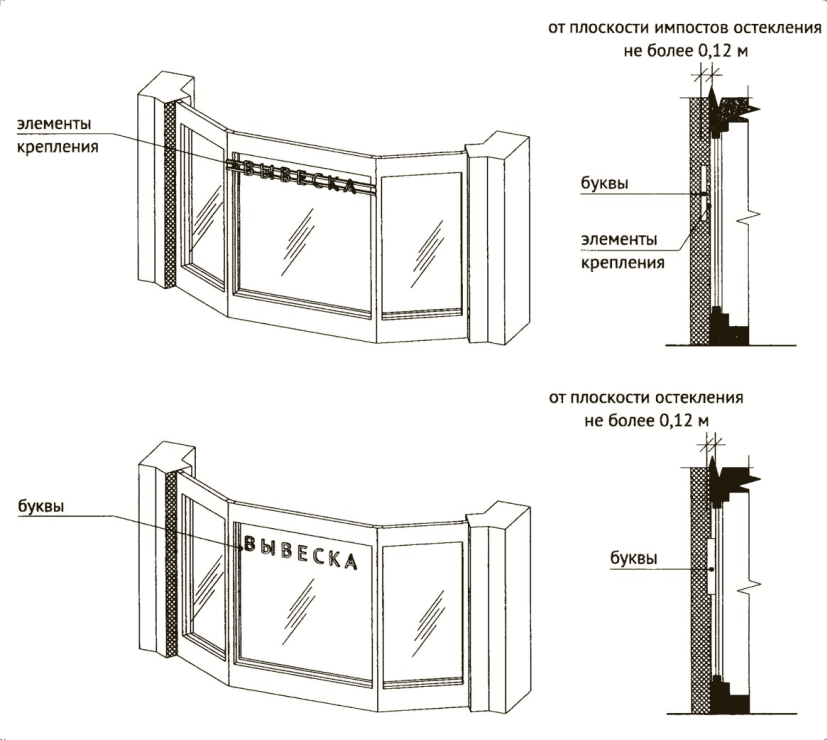 от плоскости импостов остекления
не более 0,12 м
элементы
крепления
ВЫВЕСКА
буквы
элементы
крепления
от плоскости остекления
не более 0,12 м
буквы
ВЫВЕСКА
буквы